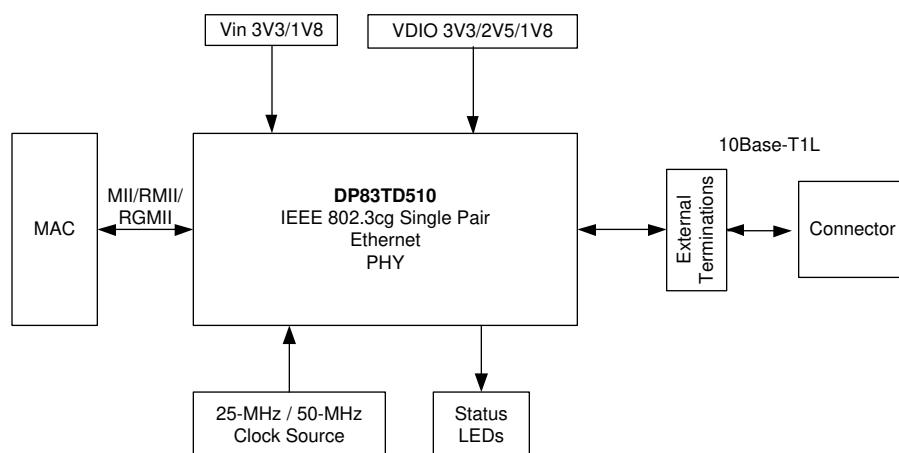 Vin 3V3/1V8
VDIO 3V3/2V5/1V8
10Base-T1L
MAC
MII/RMII/
RGMII
DP83TD510
IEEE 802.3cg Single Pair
Ethernet
PHY
External
Terminations
Connector
25-MHz / 50-MHz
Clock Source
Status
LEDs